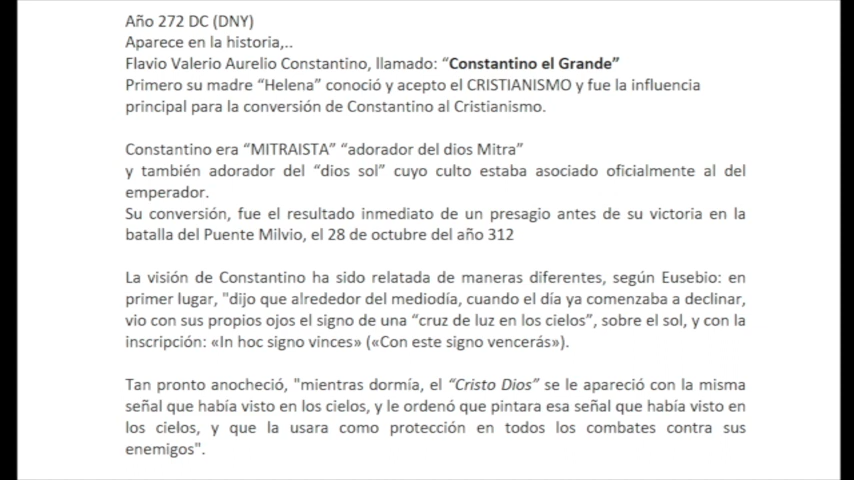 Año 272 DC (DNY)
Aparece en la historia,..
Flavio Valerio Aurelio Constantino, llamado: “Constantino el Grande”
Primero su madre “Helena” conoció y acepto el CRISTIANISMO y fue la influencia
principal para la conversión de Constantino al Cristianismo.
Constantino era “MITRAISTA” “adorador del dios Mitra”
y también adorador del “dios sol” cuyo culto estaba asociado oficialmente al del
emperador.
Su conversión, fue el resultado inmediato de un presagio antes de su victoria en la
batalla del Puente Milvio, el 28 de octubre del año 312
La visión de Constantino ha sido relatada de maneras diferentes, según Eusebio: en
primer lugar, "dijo que alrededor del mediodía, cuando el día ya comenzaba a declinar,
vio con sus propios ojos el signo de una “cruz de luz en los cielos”, sobre el sol, y con la
inscripción: «In hoc signo vinces» («Con este signo vencerás»).
Tan pronto anocheció, "mientras dormía, el “Cristo Dios” se le apareció con la misma
señal que había visto en los cielos, y le ordenó que pintara esa señal que había visto en
los cielos, y que la usara como protección en todos los combates contra sus
enemigos".